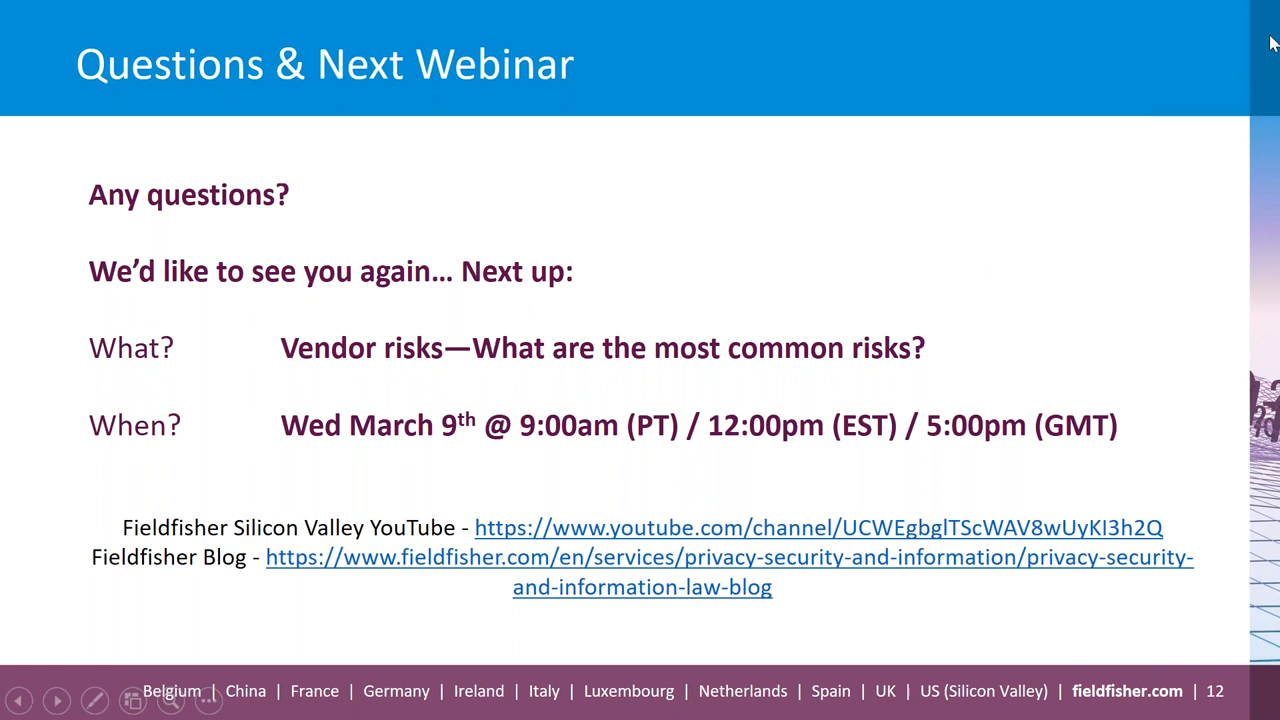 Questions & Next Webinar
Any questions?
We’d like to see you again… Next up:
What? Vendor risks—What are the most common risks?
When? Wed March 9th @ 9:00am (PT) / 12:00pm (EST) / 5:00pm (GMT)
Fieldfisher Silicon Valley YouTube - https://www.youtube.com/channel/UCWEgbglTScWAV8wUyKI3h2Q
Fieldfisher Blog - https://www.fieldfisher.com/en/services/privacy-security-and-information/privacy-security-
and-information-law-blog
Belgium | China | France | Germany | Ireland | Italy | Luxembourg | Netherlands | Spain | UK | US (Silicon Valley) | fieldfisher.com | 12